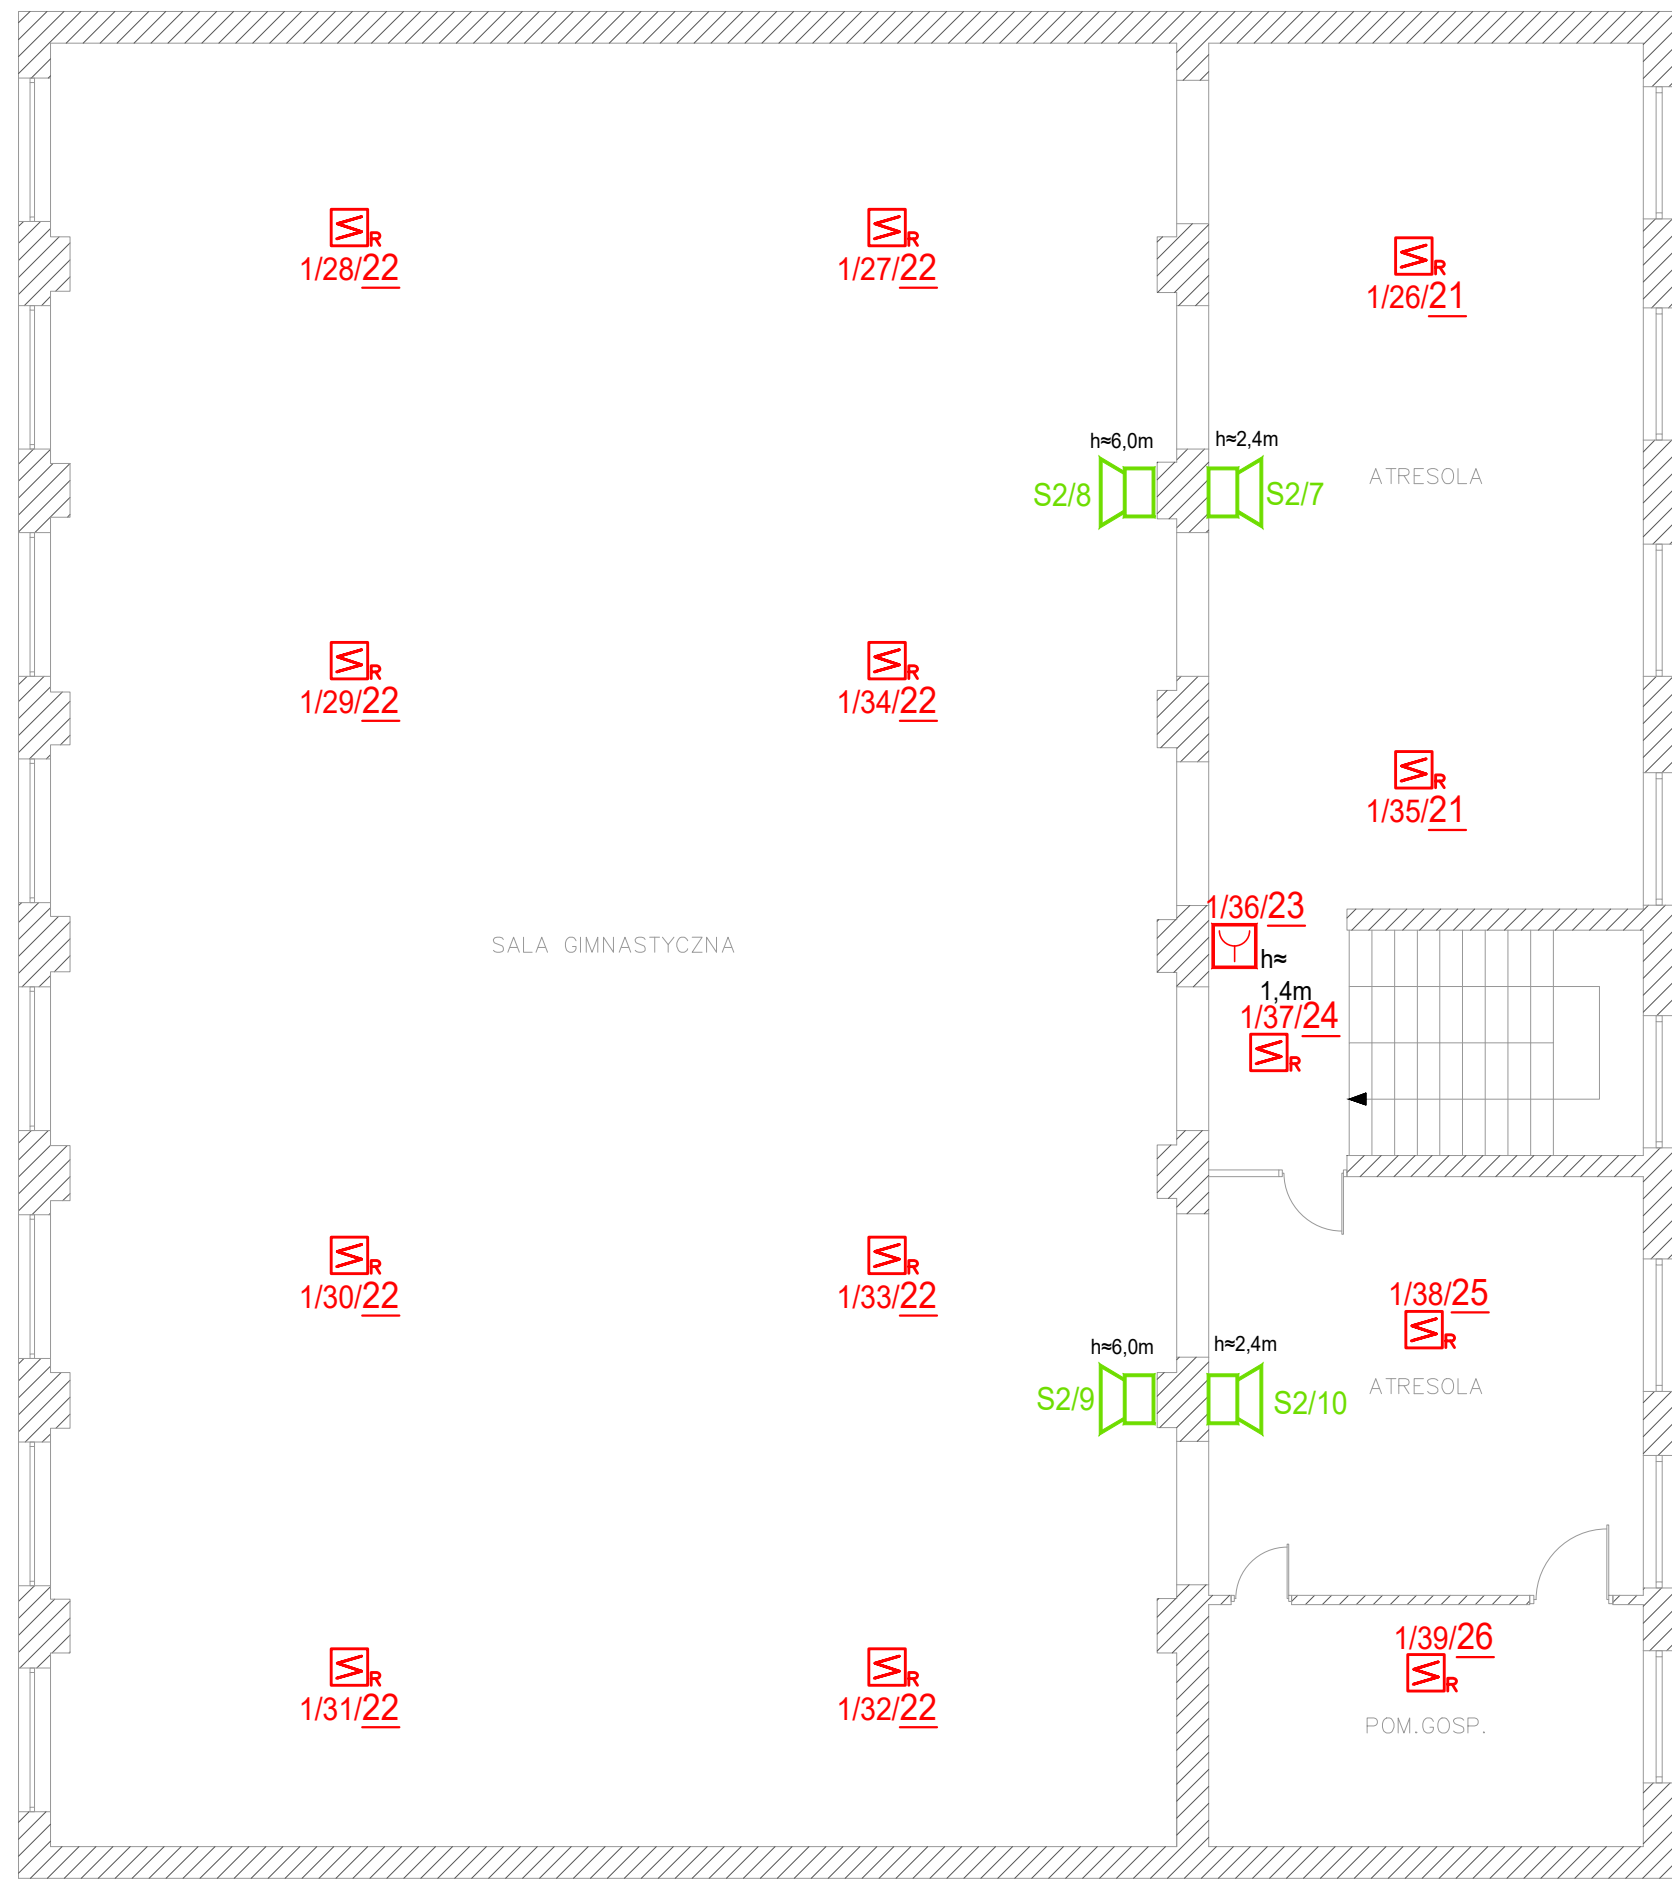 R
1/28/22
R
1/27/22
R
1/26/21
h≈6,0m
h≈2,4m
S2/8
S2/7
ATRESOLA
R
1/29/22
R
1/34/22
R
1/35/21
1/36/23
SALA GIMNASTYCZNA
h≈
1,4m
1/37/24
R
R
1/30/22
R
1/33/22
1/38/25
R
h≈6,0m
h≈2,4m
S2/9
S2/10
ATRESOLA
1/39/26
R
R
1/31/22
R
1/32/22
POM.GOSP.